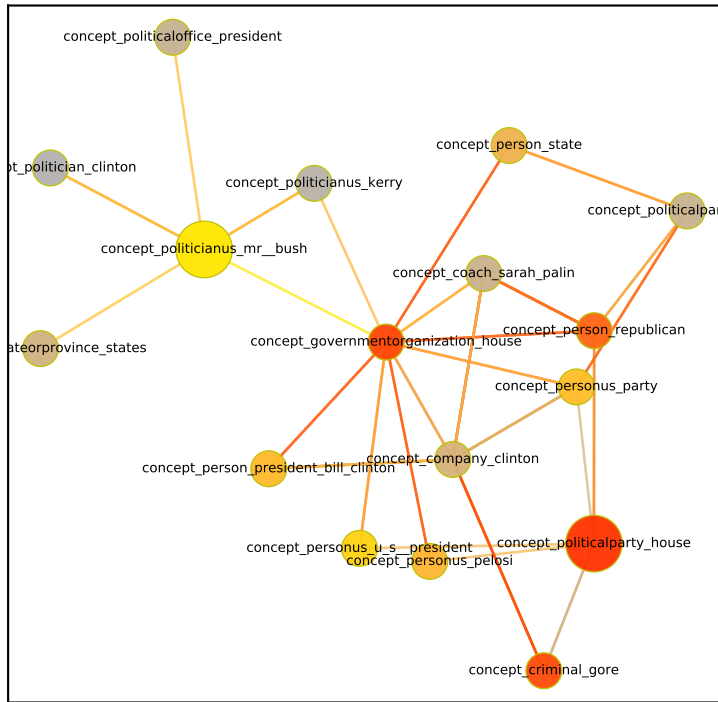 concept_politicaloffice_president
concept_person_state
pt_politician_clinton
concept_politicianus_kerry
concept_politicalpar
concept_politicianus_mr__bush
concept_coach_sarah_palin
concept_person_republican
concept_governmentorganization_house
ateorprovince_states
concept_personus_party
concept_company_clinton
concept_person_president_bill_clinton
concept_politicalparty_house
concept_personus_u_s__president
concept_personus_pelosi
concept_criminal_gore